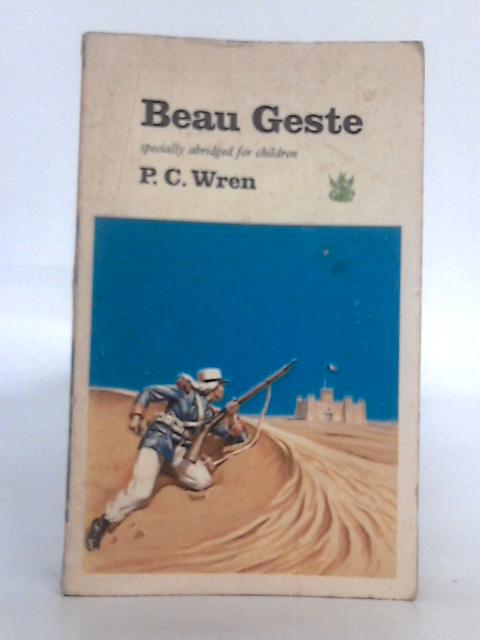 Beau Geste
specially abridged for children
P. C. Wren